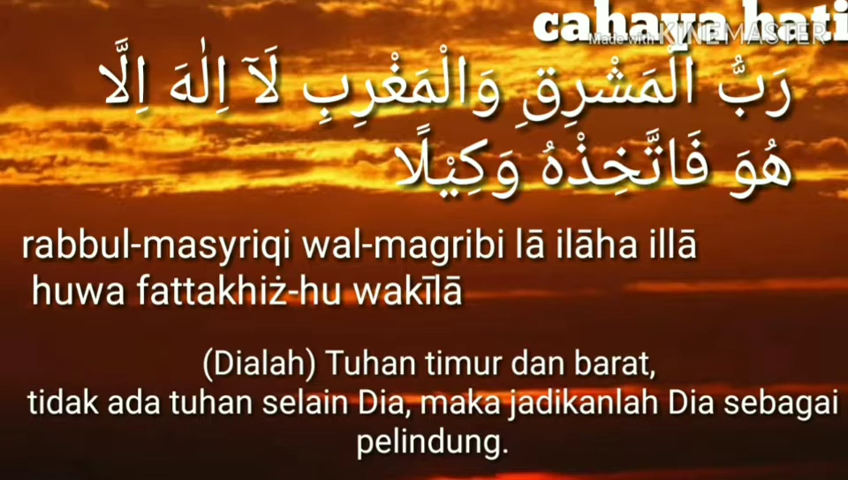 cahaya hati
Made with KINEMASTER
رَبُّ الْمَشْرِقِ وَالْمَغْرِبِ لَآ اِلٰهَ اِلَّا
هُوَ فَاتَّخِذْهُ وَكِيْلًا
rabbul-masyriqi wal-magribi lā ilāha illā
huwa fattakhiż-hu wakīlā
(Dialah) Tuhan timur dan barat,
tidak ada tuhan selain Dia, maka jadikanlah Dia sebagai
pelindung.